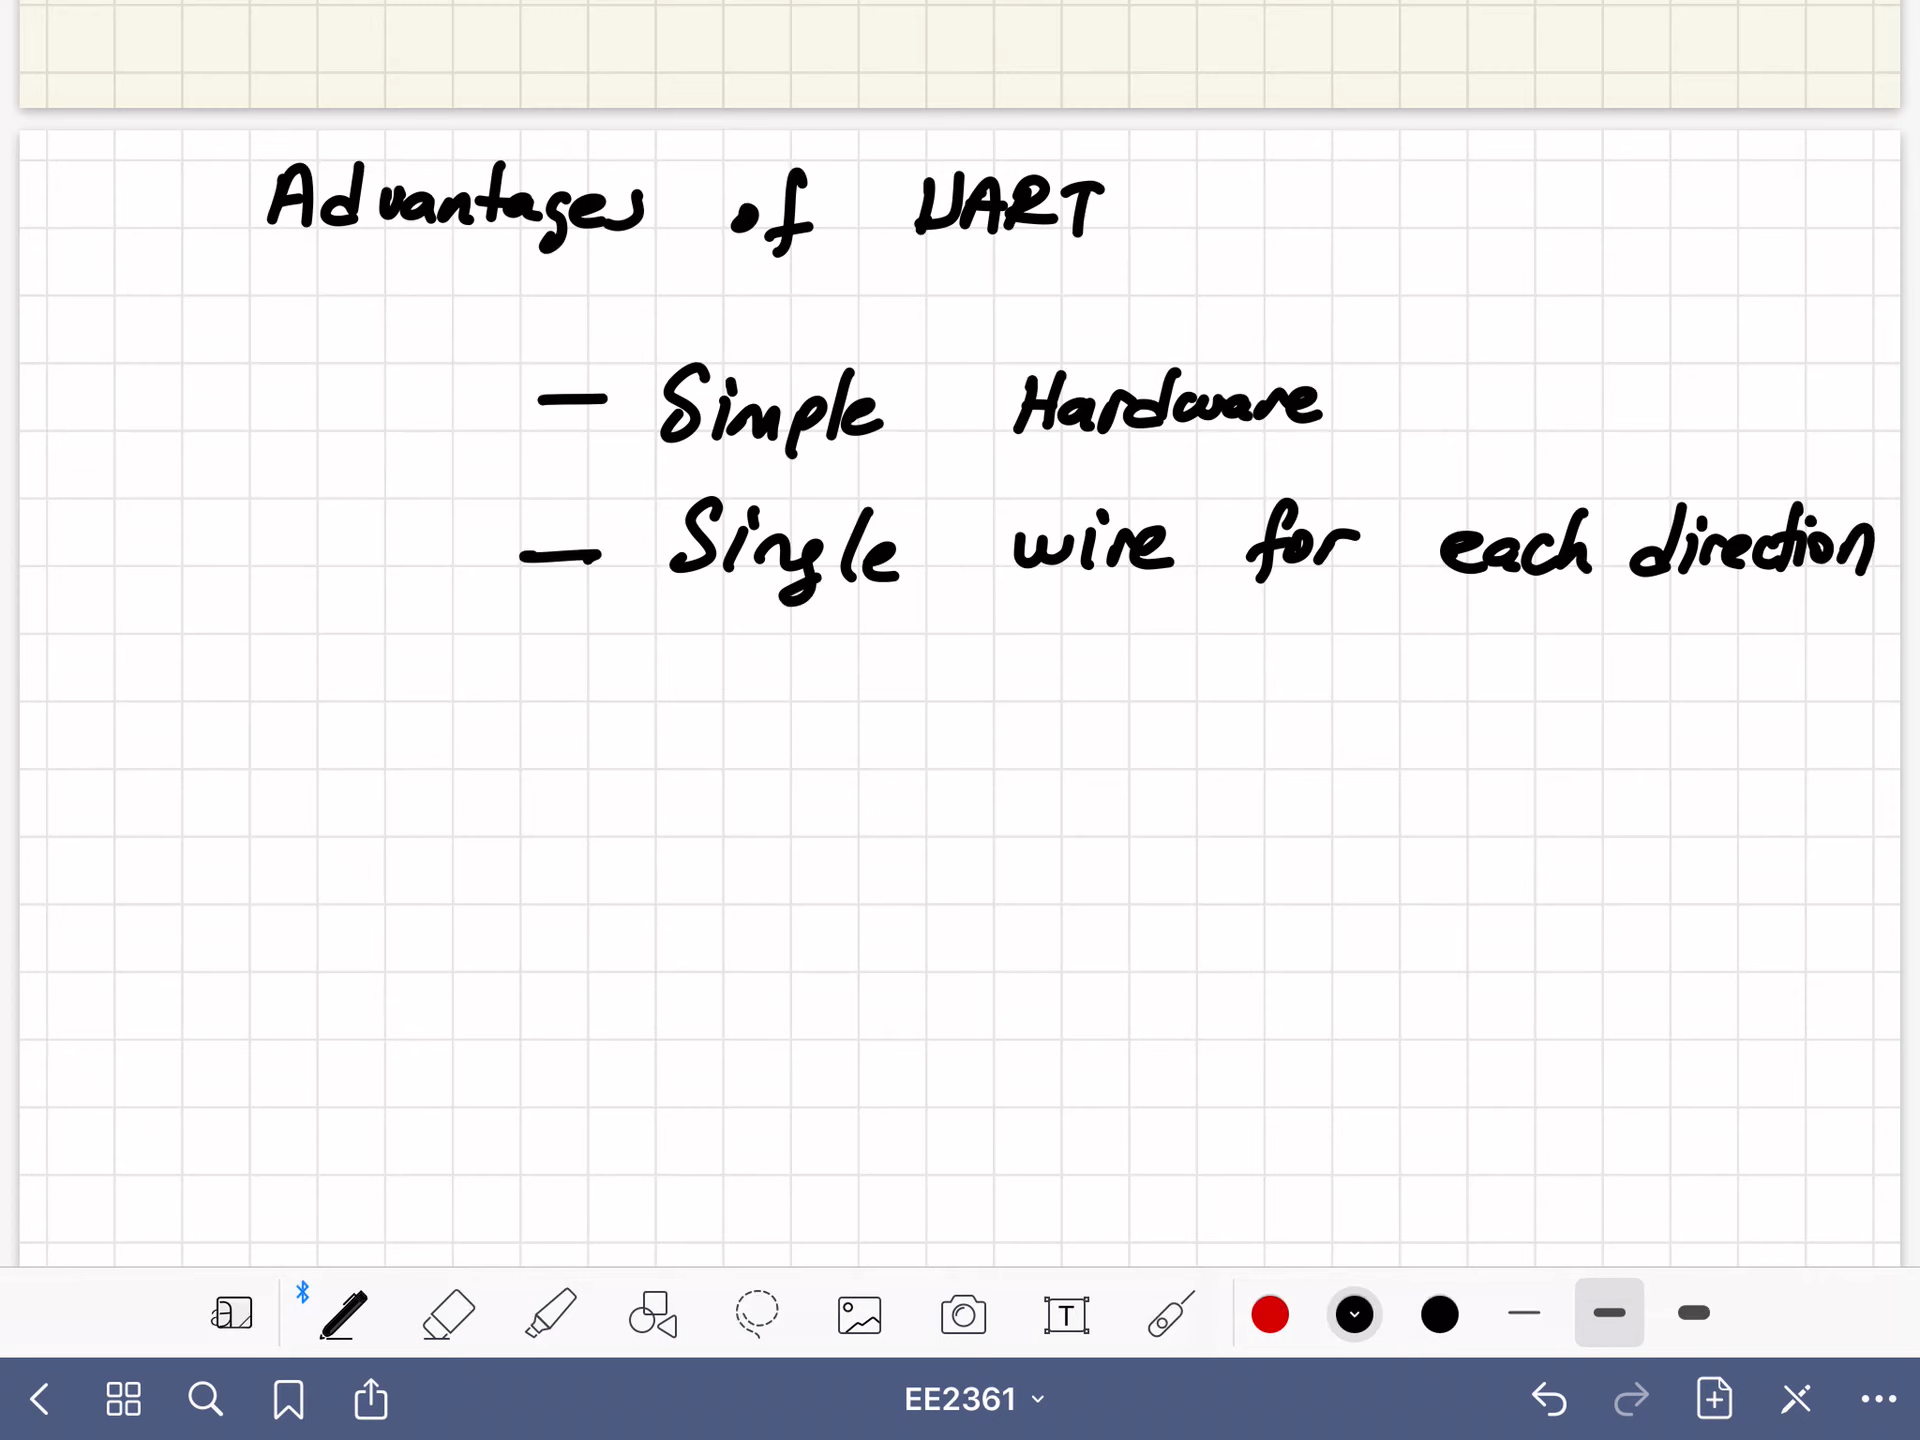 Advantages of UART
— Simple Hardware
— Single wire for each direction
T
EE2361